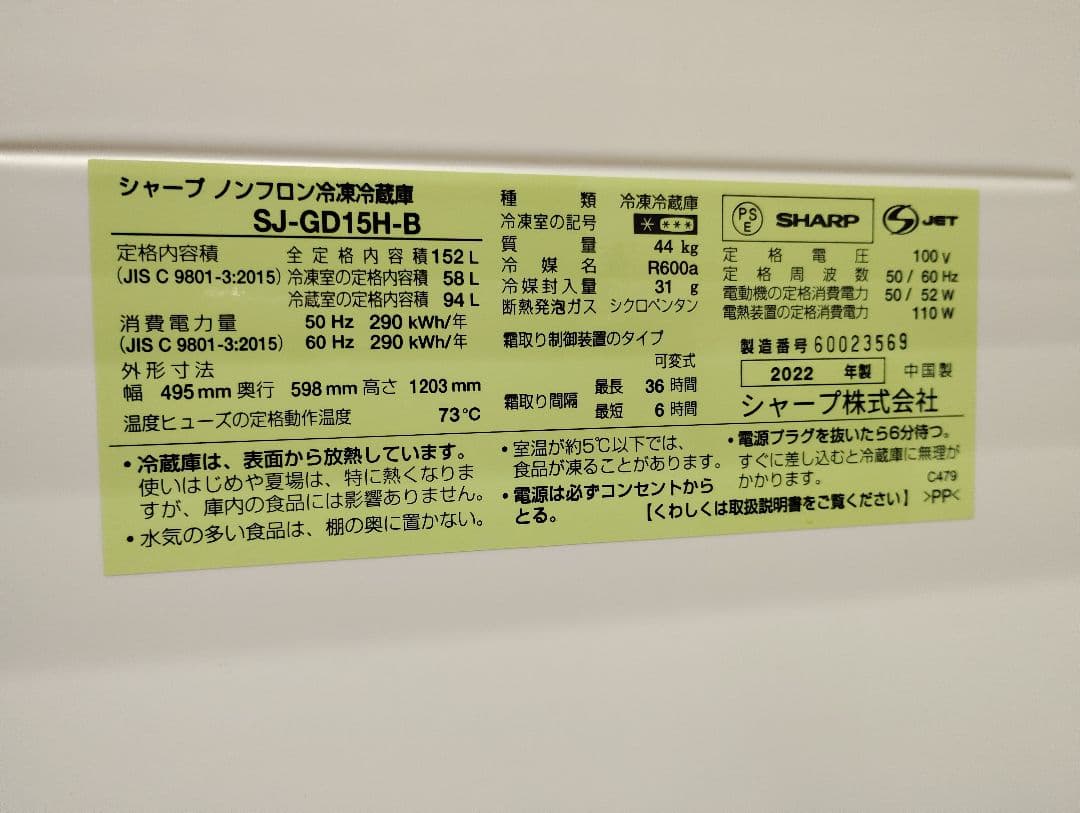 シャープ ノンフロン冷凍冷蔵庫
SJ-GD15H-B
定格内容積 全定格内容積 152 L
(JIS C 9801-3:2015) 冷凍室の定格内容積 58 L
冷蔵室の定格内容積 94 L
消費電力量 50 Hz 290 kWh/年
(JIS C 9801-3:2015) 60 Hz 290 kWh/年
外形寸法
幅 495 mm 奥行 598 mm 高さ 1203 mm
温度ヒューズの定格動作温度 73℃
種類 冷凍冷蔵庫
冷凍室の記号 * ***
質量 44 kg
冷媒名 R600a
冷媒封入量 31 g
断熱発泡ガス シクロペンタン
霜取り制御装置のタイプ
可変式
霜取り間隔 最長 36 時間
最短 6 時間
PS E SHARP JET
定格電圧 100 V
定格周波数 50 / 60 Hz
電動機の定格消費電力 50 / 52 W
電熱装置の定格消費電力 110 W
製造番号 60023569
2022 年製 中国製
シャープ株式会社
・冷蔵庫は、表面から放熱しています。
使いはじめや夏場は、特に熱くなりま
すが、庫内の食品には影響ありません。
・水気の多い食品は、棚の奥に置かない。
・室温が約5℃以下では、
食品が凍ることがあります。
・電源は必ずコンセントから
とる。
・電源プラグを抜いたら6分待つ。
すぐに差し込むと冷蔵庫に無理が
かかります。 C479
【くわしくは取扱説明書をご覧ください】 >PP<